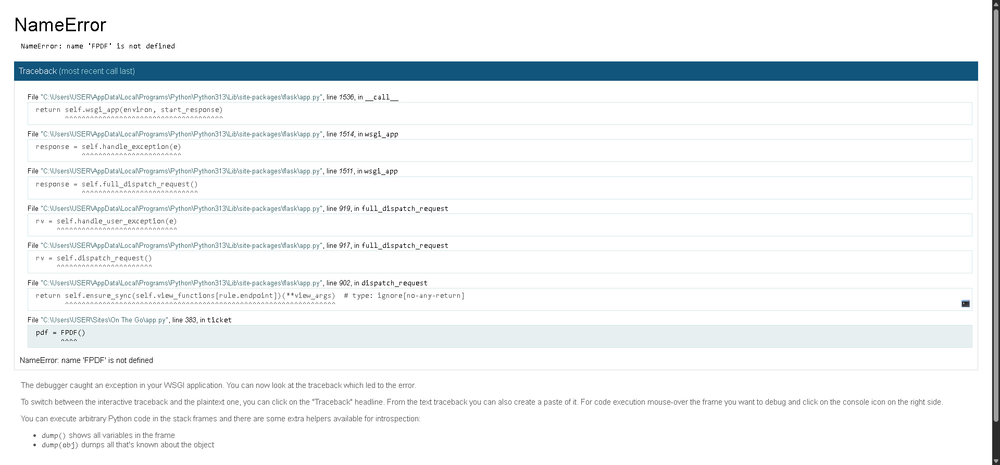 NameError
NameError: name 'FPDF' is not defined
Traceback (most recent call last)
File "C:\Users\USER\AppData\Local\Programs\Python\Python313\Lib\site-packages\flask\app.py", line 1536, in __call__
return self.wsgi_app(environ, start_response)
^^^^^^^^^^^^^^^^^^^^^^^^^^^^^^^^^^^^^^
File "C:\Users\USER\AppData\Local\Programs\Python\Python313\Lib\site-packages\flask\app.py", line 1514, in wsgi_app
response = self.handle_exception(e)
^^^^^^^^^^^^^^^^^^^^^^^^
File "C:\Users\USER\AppData\Local\Programs\Python\Python313\Lib\site-packages\flask\app.py", line 1511, in wsgi_app
response = self.full_dispatch_request()
^^^^^^^^^^^^^^^^^^^^^^^^^^^^
File "C:\Users\USER\AppData\Local\Programs\Python\Python313\Lib\site-packages\flask\app.py", line 919, in full_dispatch_request
rv = self.handle_user_exception(e)
^^^^^^^^^^^^^^^^^^^^^^^^^^^^^
File "C:\Users\USER\AppData\Local\Programs\Python\Python313\Lib\site-packages\flask\app.py", line 917, in full_dispatch_request
rv = self.dispatch_request()
^^^^^^^^^^^^^^^^^^^^^^^
File "C:\Users\USER\AppData\Local\Programs\Python\Python313\Lib\site-packages\flask\app.py", line 902, in dispatch_request
return self.ensure_sync(self.view_functions[rule.endpoint])(**view_args)  # type: ignore[no-any-return]
^^^^^^^^^^^^^^^^^^^^^^^^^^^^^^^^^^^^^^^^^^^^^^^^^^^^^^^^^^^^^^^^^
File "C:\Users\USER\Sites\On The Go\app.py", line 383, in ticket
pdf = FPDF()
^^^^
NameError: name 'FPDF' is not defined
The debugger caught an exception in your WSGI application. You can now look at the traceback which led to the error.
To switch between the interactive traceback and the plaintext one, you can click on the "Traceback" headline. From the text traceback you can also create a paste of it. For code execution mouse-over the frame you want to debug and click on the console icon on the right side.
You can execute arbitrary Python code in the stack frames and there are some extra helpers available for introspection:
• dump() shows all variables in the frame
• dump(obj) dumps all that's known about the object